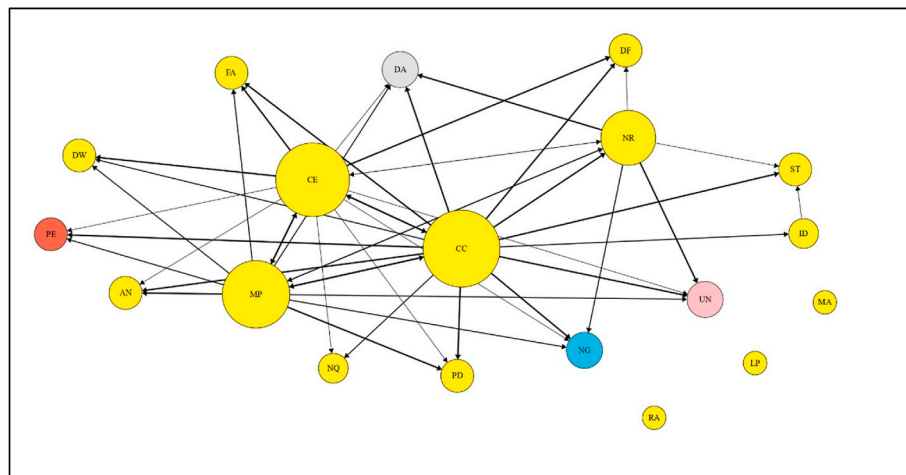 DF
FA
DA
NR
DW
CE
ST
PE
CC
ID
AN
MP
UN
MA
NG
NQ
PD
LP
RA